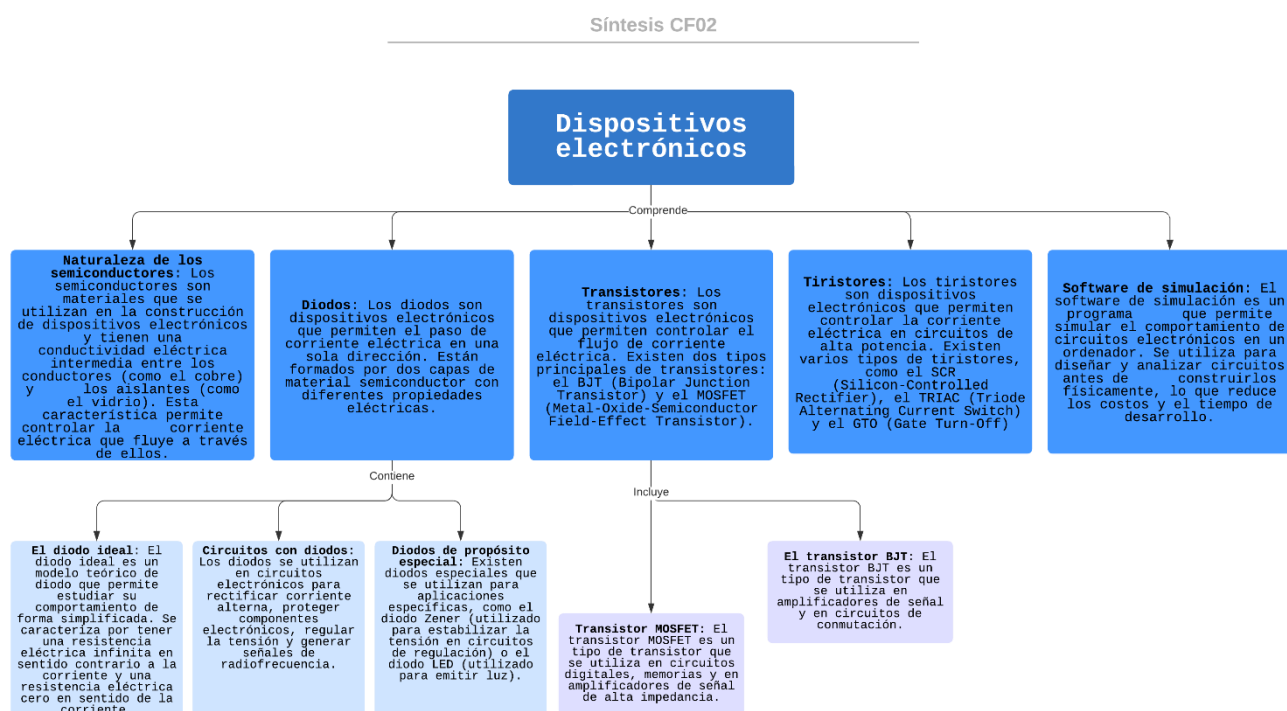 Síntesis CF02
Dispositivos
electrónicos
Comprende
Naturaleza de los
semiconductores: Los
semiconductores son
materiales que se
utilizan en la construcción
de dispositivos electrónicos
y tienen una
conductividad eléctrica
intermedia entre los
conductores (como el cobre)
y los aislantes (como
el vidrio). Esta
característica permite
controlar la corriente
eléctrica que fluye a través
de ellos.
Diodos: Los diodos son
dispositivos electrónicos
que permiten el paso de
corriente eléctrica en una
sola dirección. Están
formados por dos capas de
material semiconductor con
diferentes propiedades
eléctricas.
Transistores: Los
transistores son
dispositivos electrónicos
que permiten controlar el
flujo de corriente
eléctrica. Existen dos tipos
principales de transistores:
el BJT (Bipolar Junction
Transistor) y el MOSFET
(Metal-Oxide-Semiconductor
Field-Effect Transistor).
Tiristores: Los tiristores
son dispositivos
electrónicos que permiten
controlar la corriente
eléctrica en circuitos de
alta potencia. Existen
varios tipos de tiristores,
como el SCR
(Silicon-Controlled
Rectifier), el TRIAC (Triode
Alternating Current Switch)
y el GTO (Gate Turn-Off)
Software de simulación: El
software de simulación es un
programa que permite
simular el comportamiento de
circuitos electrónicos en un
ordenador. Se utiliza para
diseñar y analizar circuitos
antes de construirlos
físicamente, lo que reduce
los costos y el tiempo de
desarrollo.
Contiene
Incluye
El diodo ideal: El
diodo ideal es un
modelo teórico de
diodo que permite
estudiar su
comportamiento de
forma simplificada. Se
caracteriza por tener
una resistencia
eléctrica infinita en
sentido contrario a la
corriente y una
resistencia eléctrica
cero en sentido de la
corriente
Circuitos con diodos:
Los diodos se utilizan
en circuitos
electrónicos para
rectificar corriente
alterna, proteger
componentes
electrónicos, regular
la tensión y generar
señales de
radiofrecuencia.
Diodos de propósito
especial: Existen
diodos especiales que
se utilizan para
aplicaciones
específicas, como el
diodo Zener (utilizado
para estabilizar la
tensión en circuitos
de regulación) o el
diodo LED (utilizado
para emitir luz).
Transistor MOSFET: El
transistor MOSFET es un
tipo de transistor que
se utiliza en circuitos
digitales, memorias y en
amplificadores de señal
de alta impedancia.
El transistor BJT: El
transistor BJT es un
tipo de transistor que
se utiliza en
amplificadores de señal
y en circuitos de
conmutación.